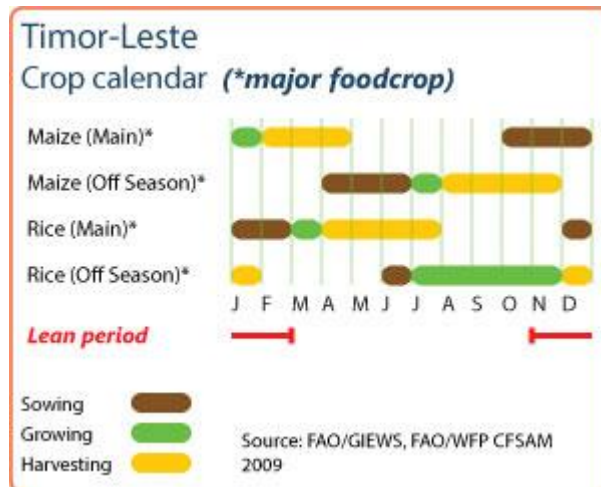 Timor-Leste
Crop calendar (*major foodcrop)
Maize (Main)*
Maize (Off Season)*
Rice (Main)*
Rice (Off Season)*
J F M A M J J A S O N D
Lean period
Sowing
Growing
Harvesting
Source: FAO/GIEWS, FAO/WFP CFSAM
2009